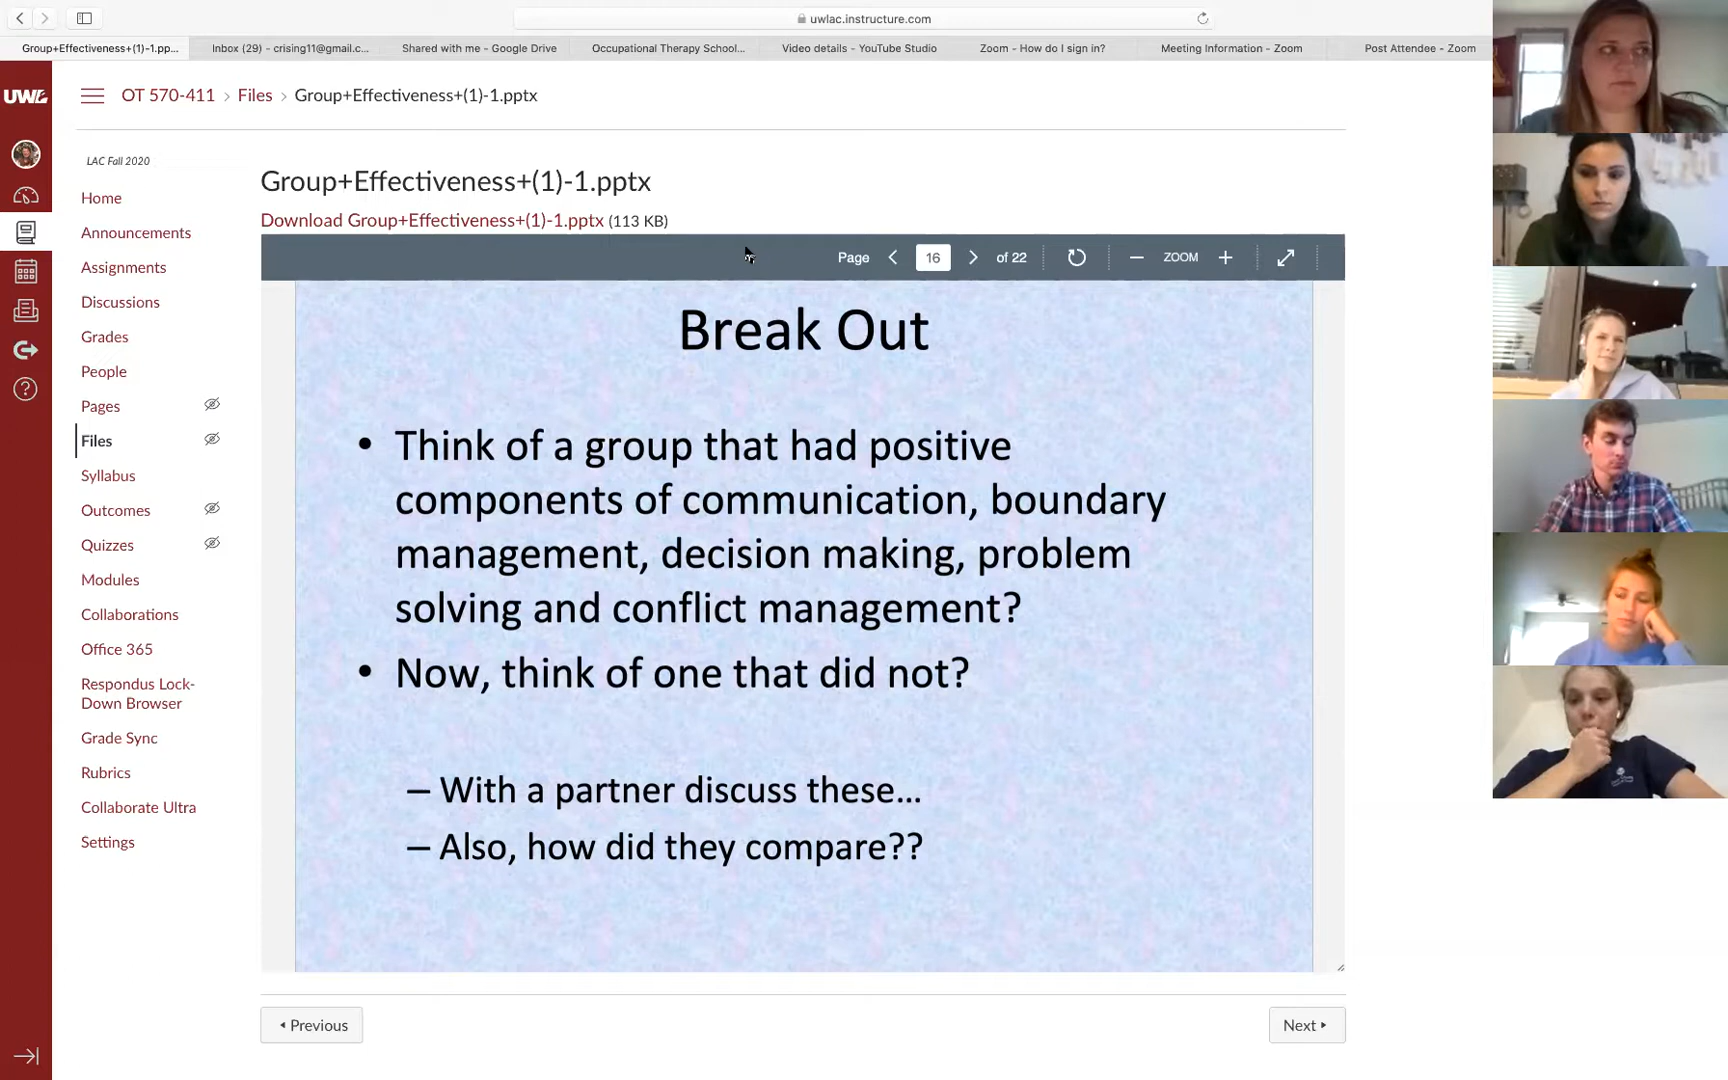 uwlac.instructure.com
Group+Effectiveness+(1)-1.pp...
Inbox (29) - crising11@gmail.c...
Shared with me - Google Drive
Occupational Therapy School...
Video details - YouTube Studio
Zoom - How do I sign in?
Meeting Information - Zoom
Post Attendee - Zoom
UWL
OT 570-411 › Files › Group+Effectiveness+(1)-1.pptx
LAC Fall 2020
Home
Announcements
Assignments
Discussions
Grades
People
Pages
Files
Syllabus
Outcomes
Quizzes
Modules
Collaborations
Office 365
Respondus Lock-
Down Browser
Grade Sync
Rubrics
Collaborate Ultra
Settings
Group+Effectiveness+(1)-1.pptx
Download Group+Effectiveness+(1)-1.pptx (113 KB)
Page 16 of 22 ZOOM
Break Out
• Think of a group that had positive
components of communication, boundary
management, decision making, problem
solving and conflict management?
• Now, think of one that did not?
– With a partner discuss these...
– Also, how did they compare??
Previous
Next